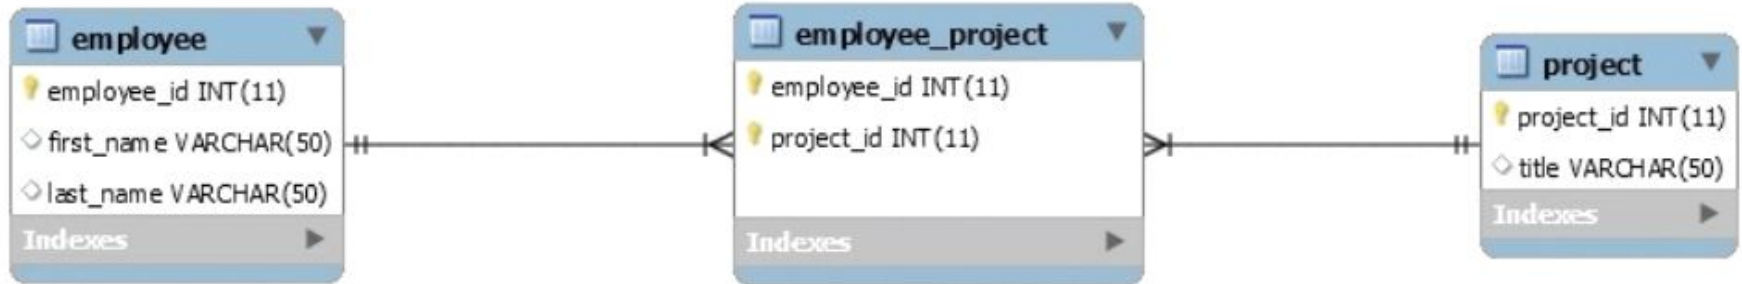 employee
employee_id INT(11)
first_name VARCHAR(50)
last_name VARCHAR(50)
Indexes
employee_project
employee_id INT(11)
project_id INT(11)
Indexes
project
project_id INT(11)
title VARCHAR(50)
Indexes